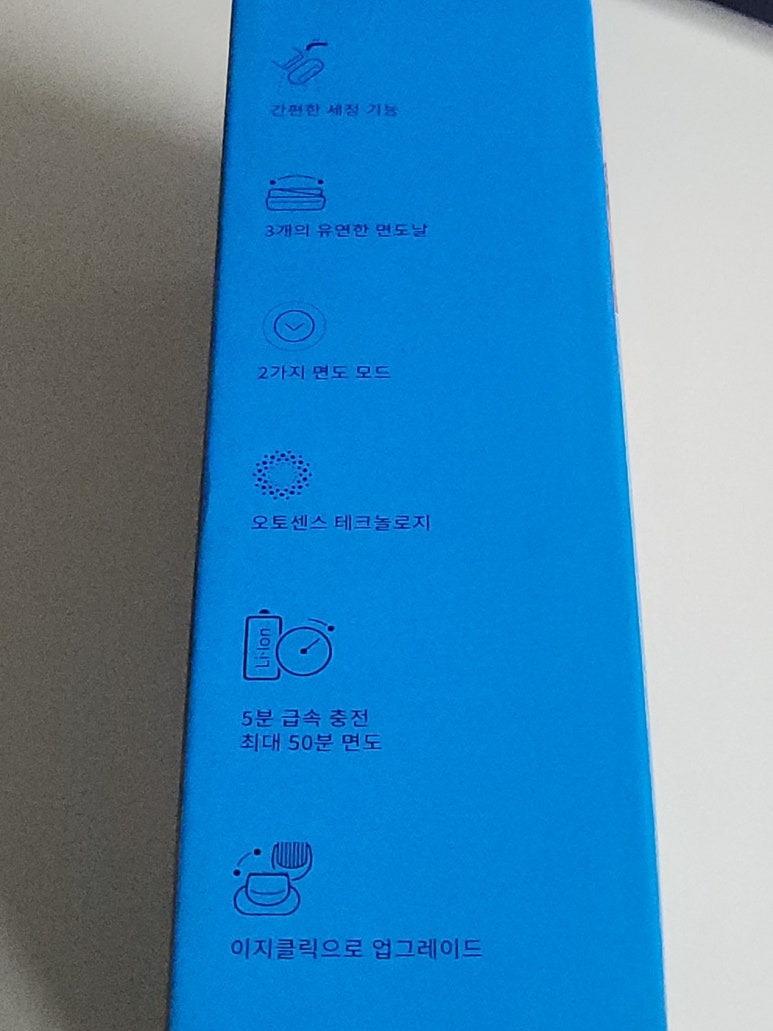 간편한 세정 기능
3개의 유연한 면도날
2가지 면도 모드
오토센스 테크놀로지
Li-Ion
5분 급속 충전
최대 50분 면도
이지클릭으로 업그레이드